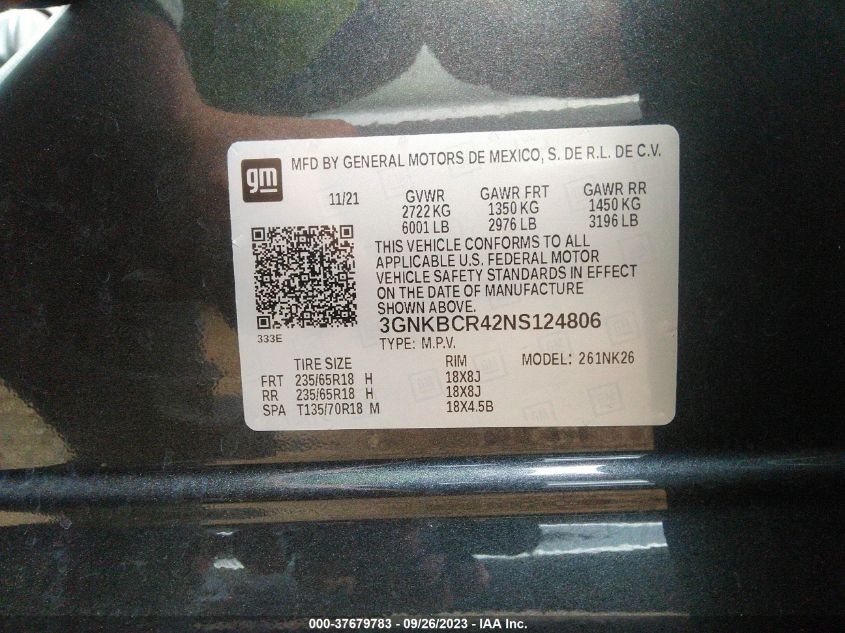 gm
MFD BY GENERAL MOTORS DE MEXICO, S. DE R.L. DE C.V.
11/21 GVWR GAWR FRT GAWR RR
2722 KG 1350 KG 1450 KG
6001 LB 2976 LB 3196 LB
THIS VEHICLE CONFORMS TO ALL
APPLICABLE U.S. FEDERAL MOTOR
VEHICLE SAFETY STANDARDS IN EFFECT
ON THE DATE OF MANUFACTURE
SHOWN ABOVE.
333E
3GNKBCR42NS124806
TYPE: M.P.V.
TIRE SIZE RIM MODEL: 261NK26
FRT 235/65R18 H 18X8J
RR 235/65R18 H 18X8J
SPA T135/70R18 M 18X4.5B
000-37679783 - 09/26/2023 - IAA Inc.